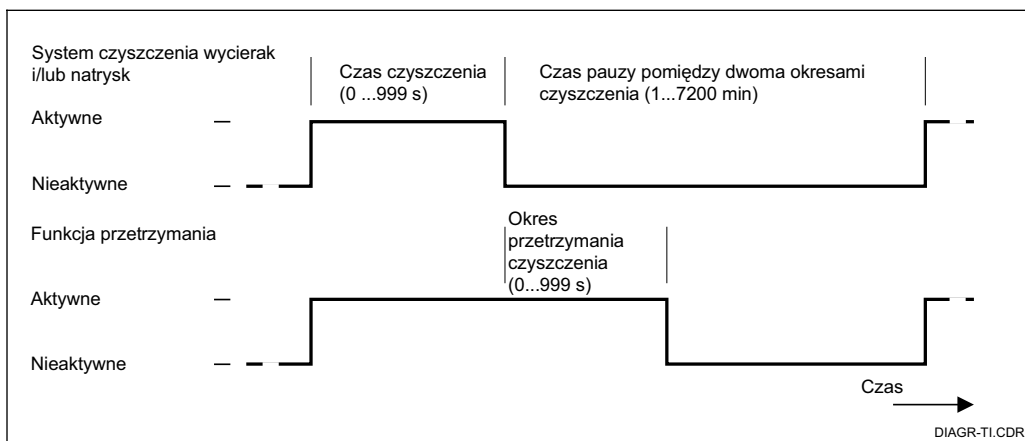 System czyszczenia wycierak
i/lub natrysk
Czas czyszczenia
(0 ...999 s)
Czas pauzy pomiędzy dwoma okresami
czyszczenia (1...7200 min)
Aktywne
Nieaktywne
Funkcja przetrzymania
Okres
przetrzymania
czyszczenia
(0...999 s)
Aktywne
Nieaktywne
Czas
DIAGR-TI.CDR